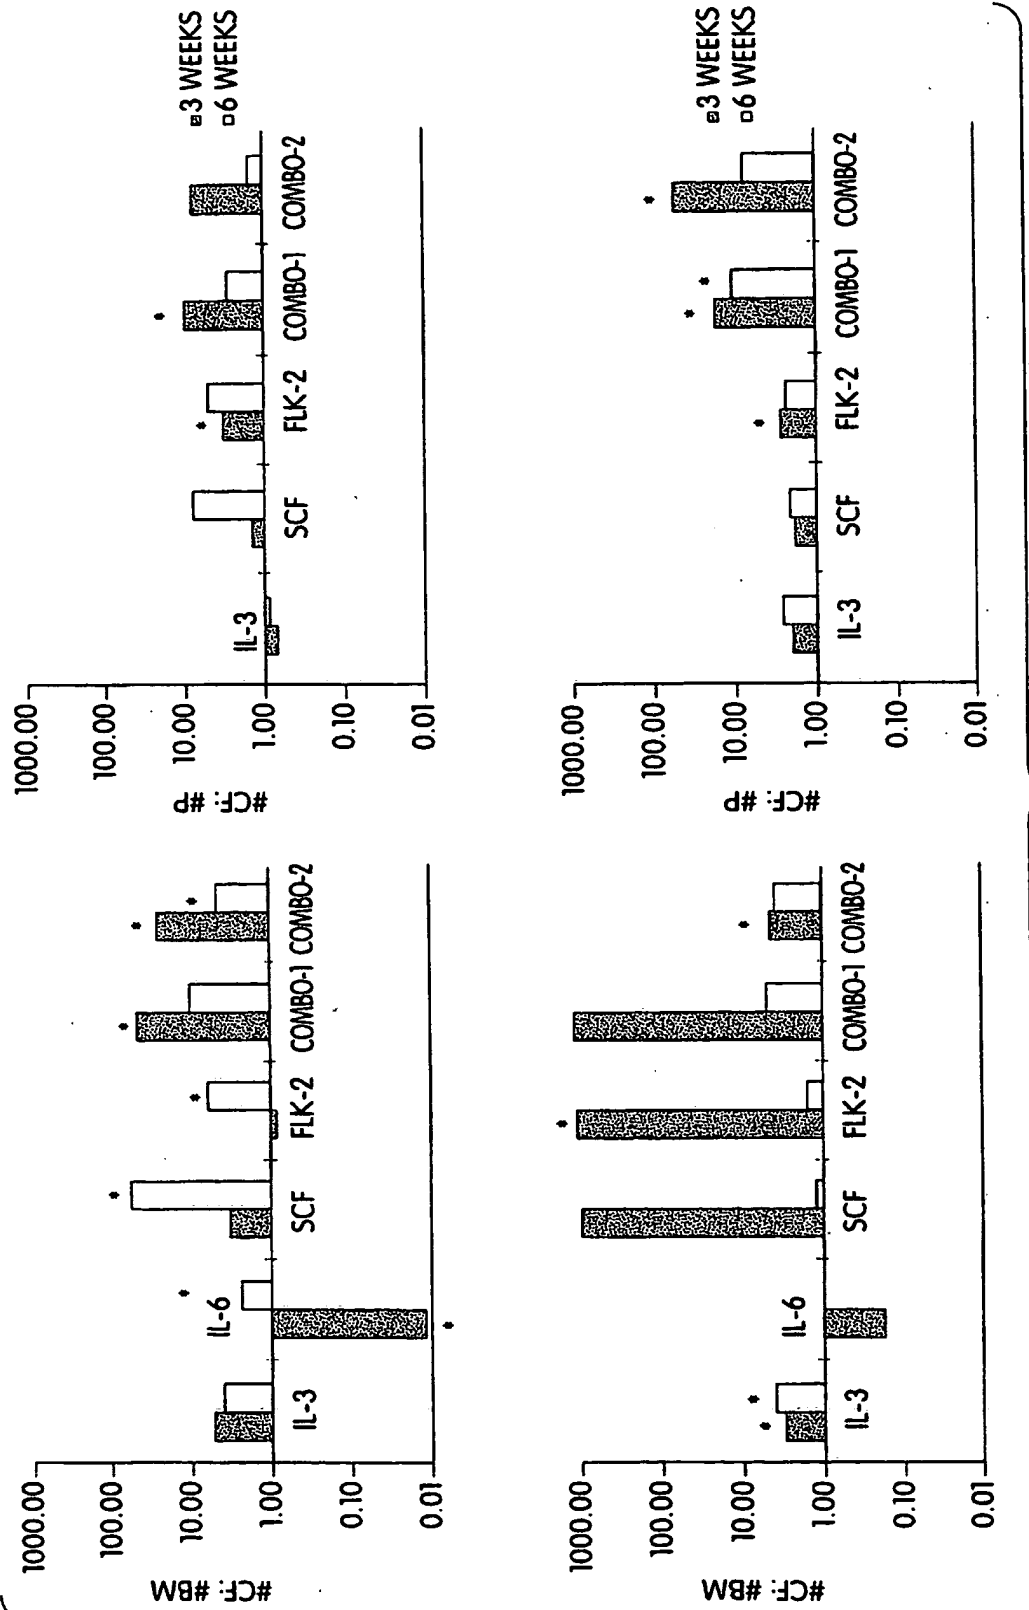 #CF: #BM
1000.00
100.00
10.00
1.00
0.10
0.01
IL-3
IL-6
SCF
FLK-2
COMBO-1
COMBO-2
*
*
*
*
*
*
*
#CF: #P
1000.00
100.00
10.00
1.00
0.10
0.01
IL-3
SCF
FLK-2
COMBO-1
COMBO-2
*
*
3 WEEKS
6 WEEKS
#CF: #BM
1000.00
100.00
10.00
1.00
0.10
0.01
IL-3
IL-6
SCF
FLK-2
COMBO-1
COMBO-2
*
*
*
*
#CF: #P
1000.00
100.00
10.00
1.00
0.10
0.01
IL-3
SCF
FLK-2
COMBO-1
COMBO-2
*
*
*
*
3 WEEKS
6 WEEKS